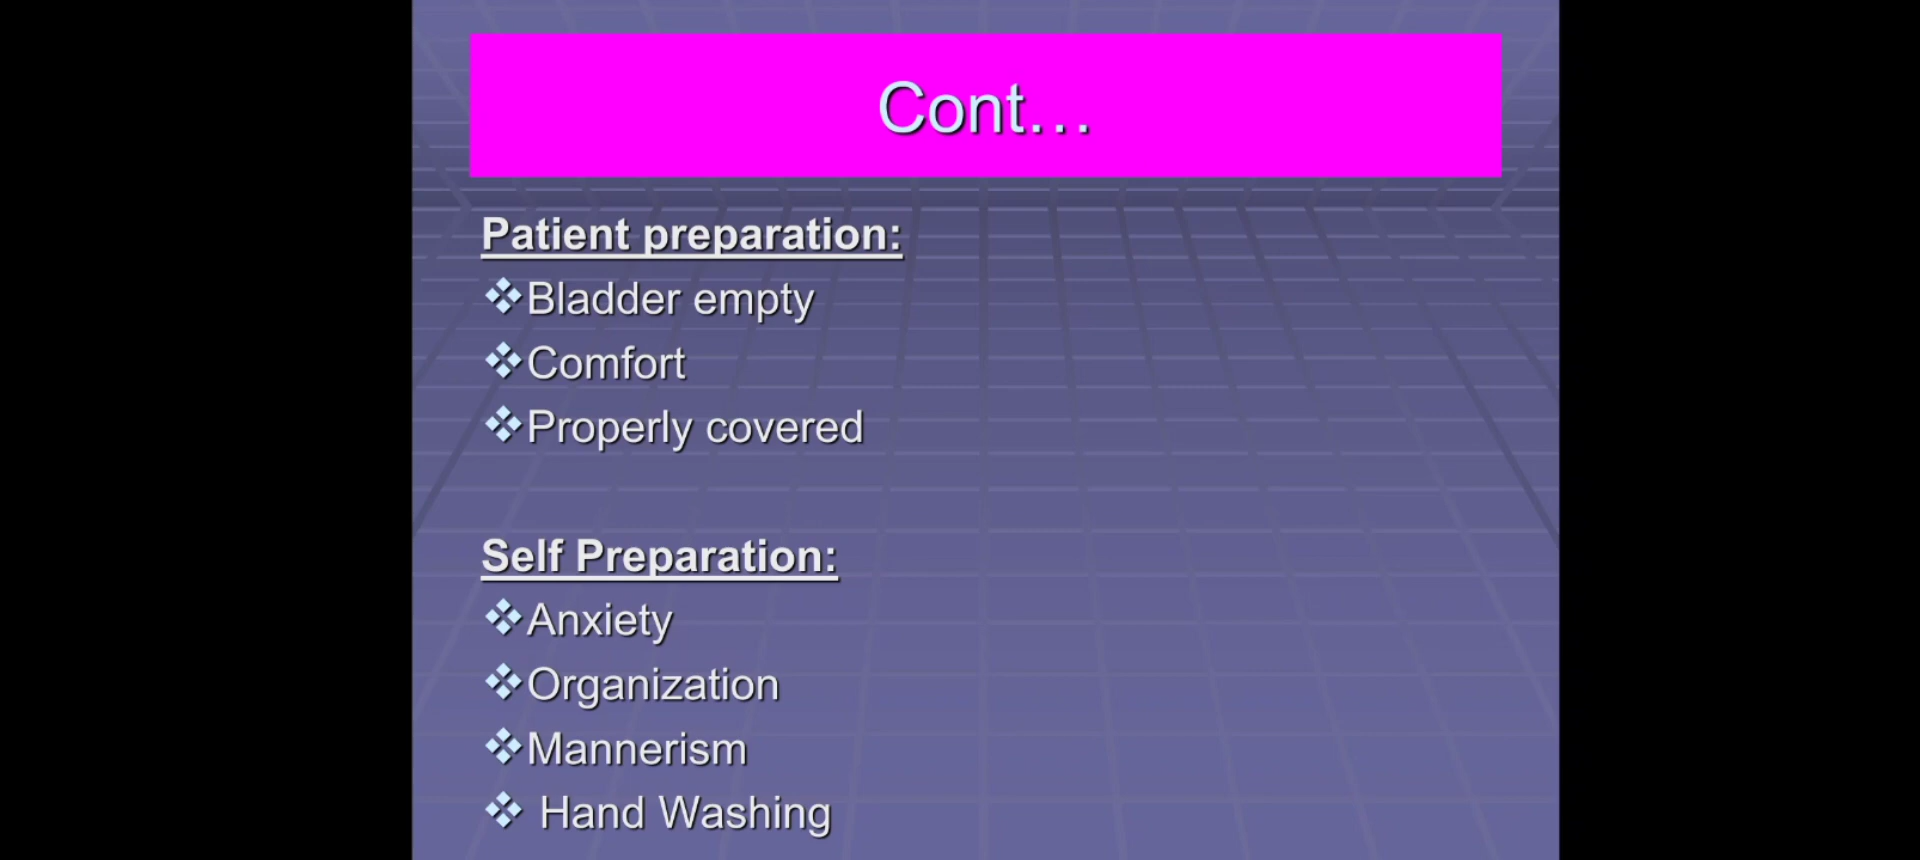 Cont…
Patient preparation:
❖Bladder empty
❖Comfort
❖Properly covered
Self Preparation:
❖Anxiety
❖Organization
❖Mannerism
❖ Hand Washing